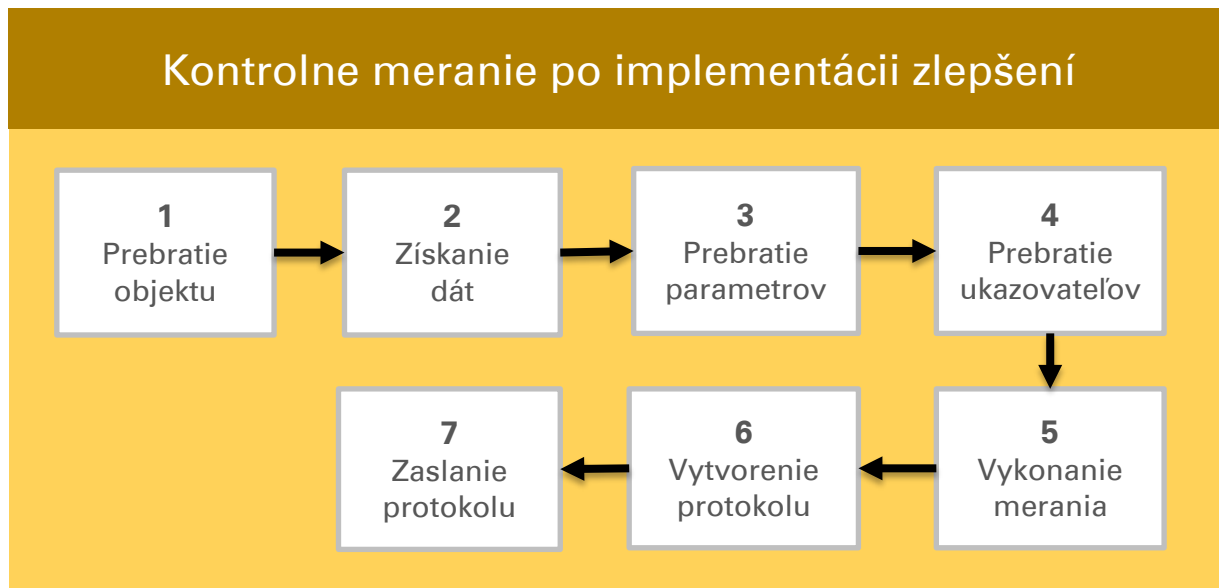 Kontrolne meranie po implementácii zlepšení
1
Prebratie
objektu
2
Získanie
dát
3
Prebratie
parametrov
4
Prebratie
ukazovateľov
5
Vykonanie
merania
6
Vytvorenie
protokolu
7
Zaslanie
protokolu